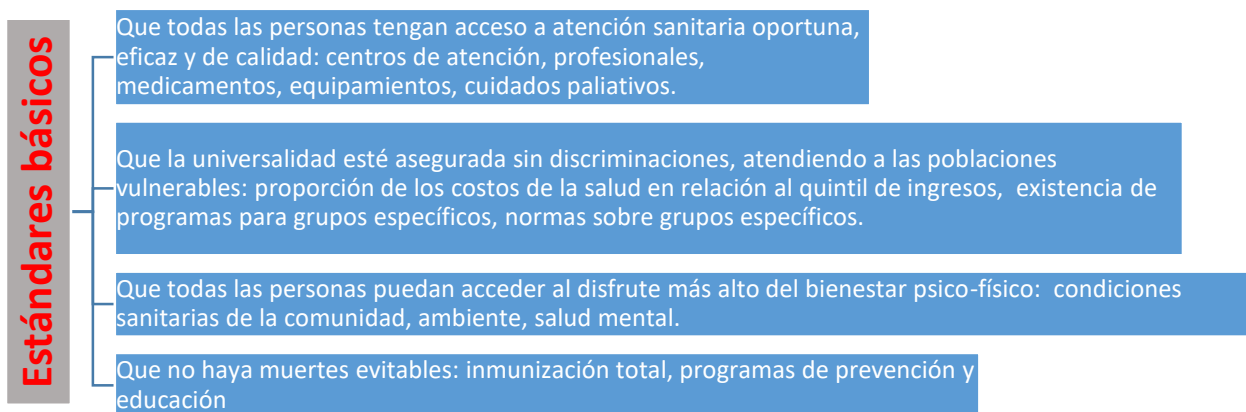 Estándares básicos
Que todas las personas tengan acceso a atención sanitaria oportuna,
eficaz y de calidad: centros de atención, profesionales,
medicamentos, equipamientos, cuidados paliativos.
Que la universalidad esté asegurada sin discriminaciones, atendiendo a las poblaciones
vulnerables: proporción de los costos de la salud en relación al quintil de ingresos,  existencia de
programas para grupos específicos, normas sobre grupos específicos.
Que todas las personas puedan acceder al disfrute más alto del bienestar psico-físico:  condiciones
sanitarias de la comunidad, ambiente, salud mental.
Que no haya muertes evitables: inmunización total, programas de prevención y
educación